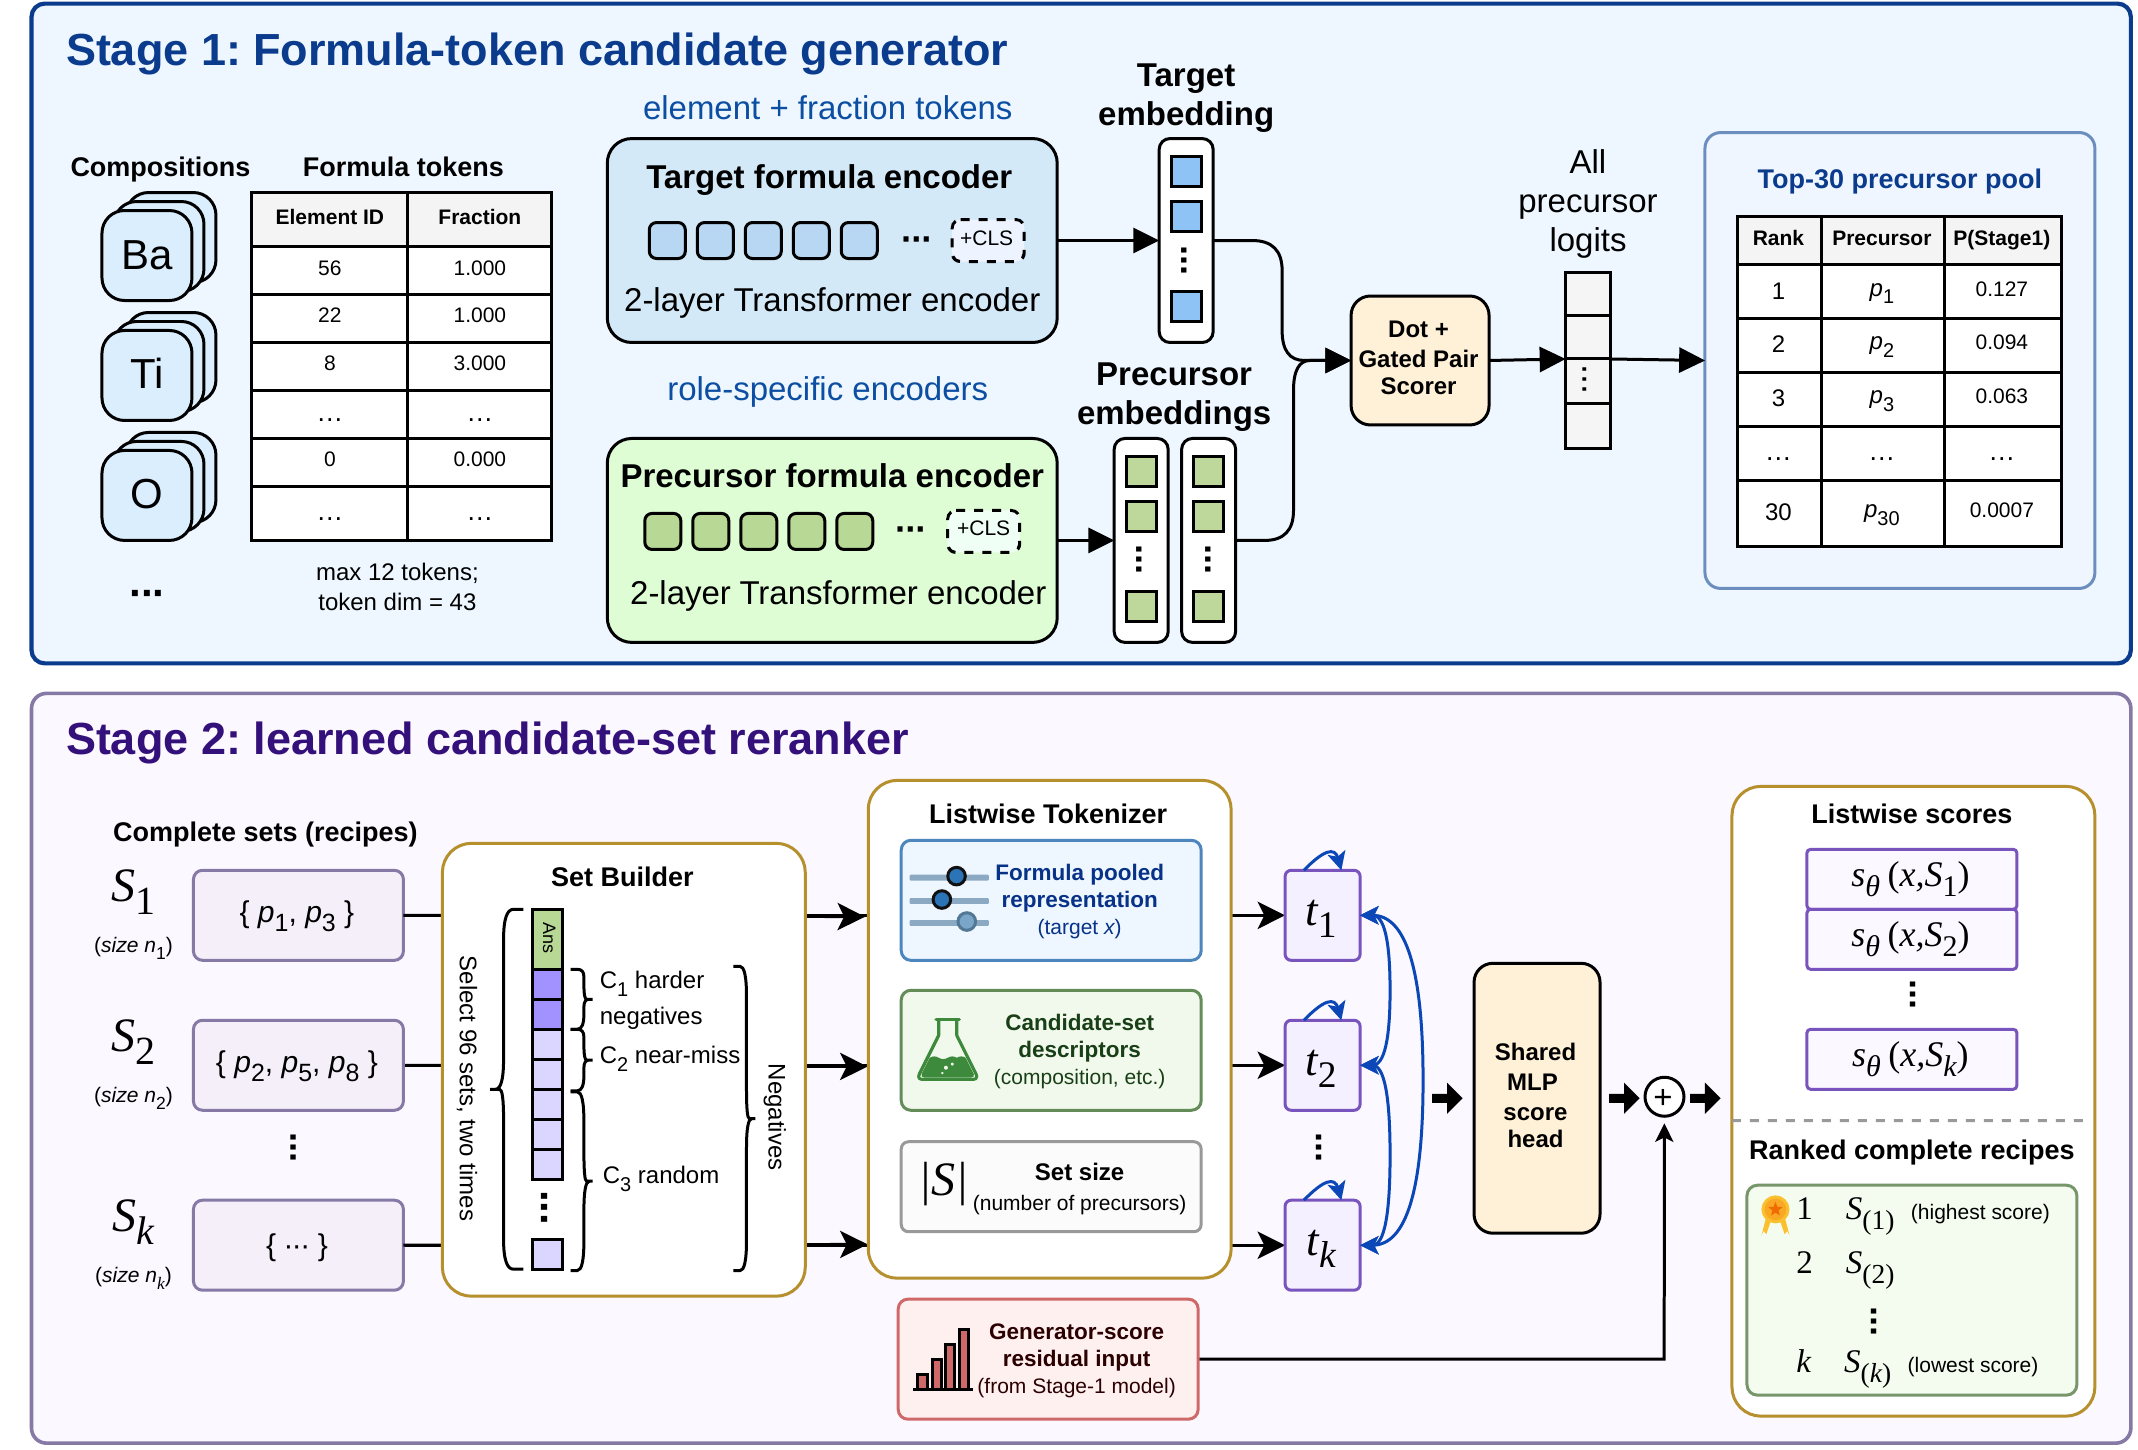 Stage 1: Formula-token candidate generator
Compositions
Ba
Ti
O
...
Formula tokens
Element ID Fraction
56 1.000
22 1.000
8 3.000
... ...
0 0.000
... ...
max 12 tokens;
token dim = 43
element + fraction tokens
Target formula encoder
... +CLS
2-layer Transformer encoder
role-specific encoders
Precursor formula encoder
... +CLS
2-layer Transformer encoder
Target
embedding
Precursor
embeddings
Dot +
Gated Pair
Scorer
All
precursor
logits
Top-30 precursor pool
Rank Precursor P(Stage1)
1 p1 0.127
2 p2 0.094
3 p3 0.063
... ... ...
30 p30 0.0007
Stage 2: learned candidate-set reranker
Complete sets (recipes)
S1
(size n1)
{ p1, p3 }
S2
(size n2)
{ p2, p5, p8 }
Sk
(size nk)
{ ... }
Set Builder
Select 96 sets, two times
Ans
C1 harder
negatives
C2 near-miss
C3 random
Negatives
Listwise Tokenizer
Formula pooled
representation
(target x)
Candidate-set
descriptors
(composition, etc.)
|S|
Set size
(number of precursors)
Generator-score
residual input
(from Stage-1 model)
t1
t2
tk
Shared
MLP
score
head
+
Listwise scores
sθ (x,S1)
sθ (x,S2)
sθ (x,Sk)
Ranked complete recipes
1 S(1) (highest score)
2 S(2)
k S(k) (lowest score)